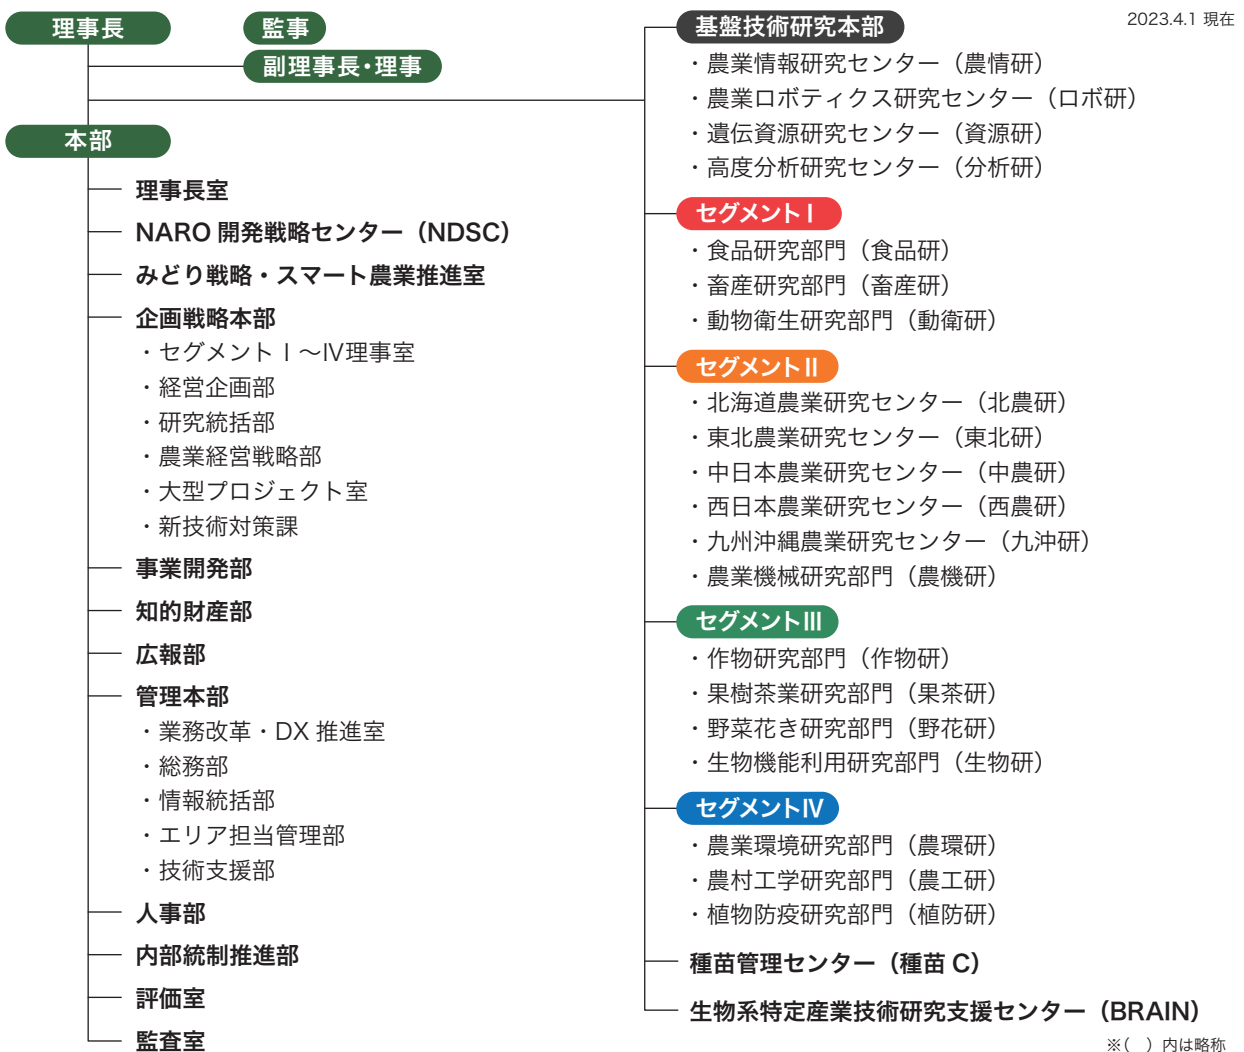 理事長
監事
副理事長・理事
本部
理事長室
NARO 開発戦略センター（NDSC）
みどり戦略・スマート農業推進室
企画戦略本部
・セグメントⅠ～Ⅳ理事室
・経営企画部
・研究統括部
・農業経営戦略部
・大型プロジェクト室
・新技術対策課
事業開発部
知的財産部
広報部
管理本部
・業務改革・DX 推進室
・総務部
・情報統括部
・エリア担当管理部
・技術支援部
人事部
内部統制推進部
評価室
監査室
2023.4.1 現在
基盤技術研究本部
・農業情報研究センター（農情研）
・農業ロボティクス研究センター（ロボ研）
・遺伝資源研究センター（資源研）
・高度分析研究センター（分析研）
セグメントⅠ
・食品研究部門（食品研）
・畜産研究部門（畜産研）
・動物衛生研究部門（動衛研）
セグメントⅡ
・北海道農業研究センター（北農研）
・東北農業研究センター（東北研）
・中日本農業研究センター（中農研）
・西日本農業研究センター（西農研）
・九州沖縄農業研究センター（九沖研）
・農業機械研究部門（農機研）
セグメントⅢ
・作物研究部門（作物研）
・果樹茶業研究部門（果茶研）
・野菜花き研究部門（野花研）
・生物機能利用研究部門（生物研）
セグメントⅣ
・農業環境研究部門（農環研）
・農村工学研究部門（農工研）
・植物防疫研究部門（植防研）
種苗管理センター（種苗 C）
生物系特定産業技術研究支援センター（BRAIN）
※（　）内は略称